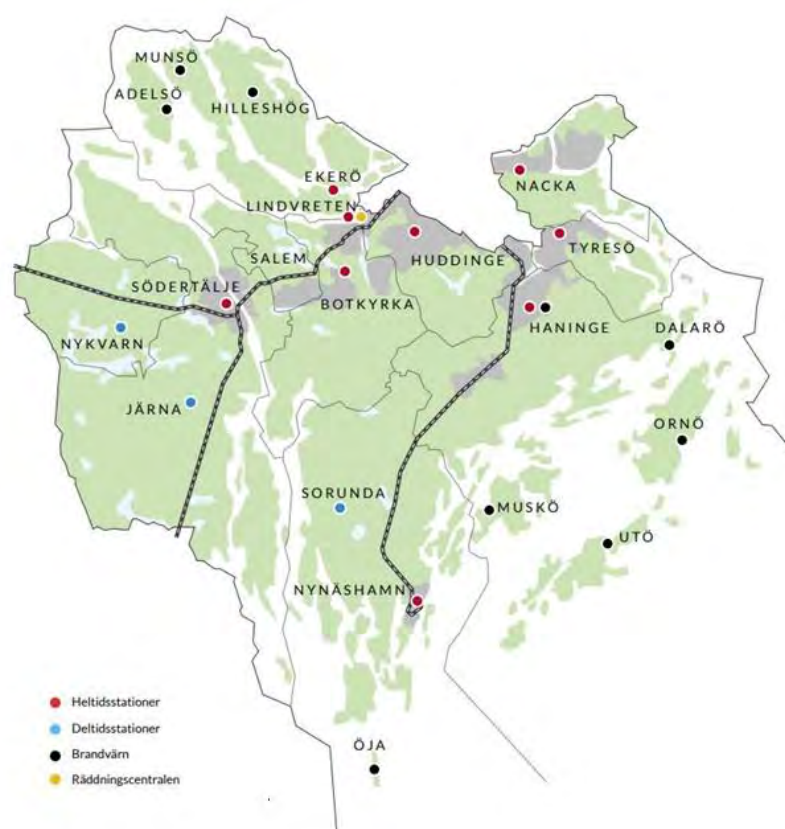 MUNSÖ
ADELSÖ
HILLESHÖG
EKERÖ
NACKA
LINDVRETEN
TYRESÖ
SALEM
HUDDINGE
SÖDERTÄLJE
BOTKYRKA
HANINGE
NYKVARN
DALARÖ
JÄRNA
ORNÖ
SORUNDA
MUSKÖ
UTÖ
NYNÄSHAMN
Heltidsstationer
Deltidsstationer
Brandvärn
Räddningscentralen
ÖJA